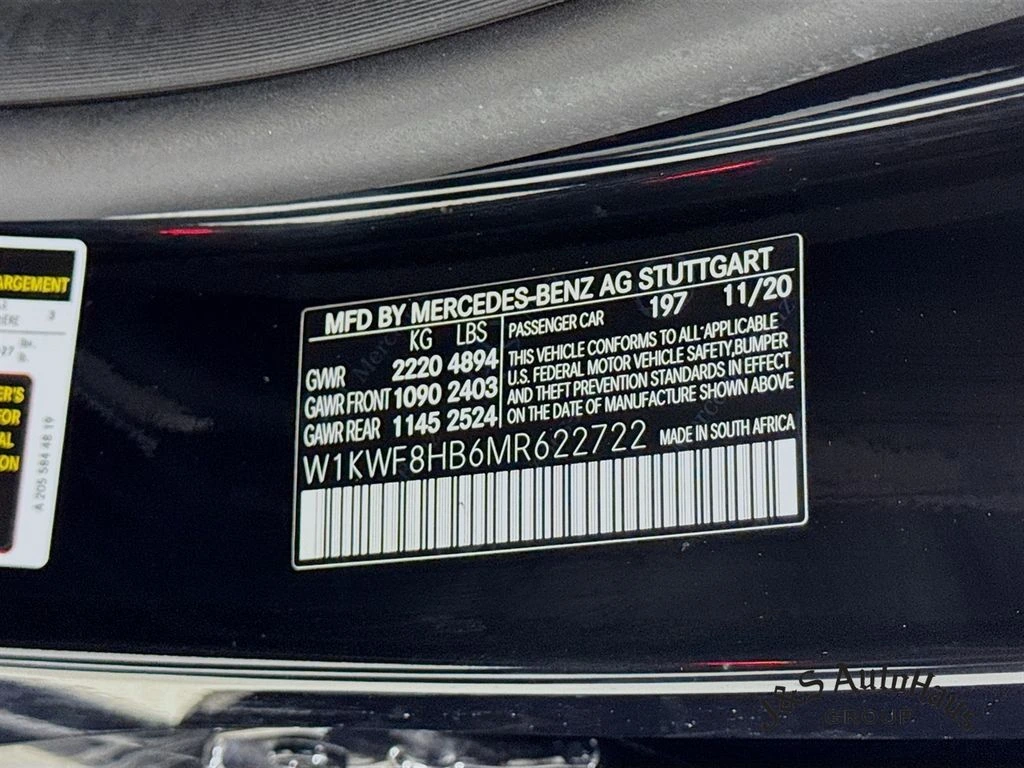 MFD BY MERCEDES-BENZ AG STUTTGART
197 11/20
KG LBS
GVWR 2220 4894
GAWR FRONT 1090 2403
GAWR REAR 1145 2524
PASSENGER CAR
THIS VEHICLE CONFORMS TO ALL APPLICABLE
U.S. FEDERAL MOTOR VEHICLE SAFETY,BUMPER
AND THEFT PREVENTION STANDARDS IN EFFECT
ON THE DATE OF MANUFACTURE SHOWN ABOVE
W1KWF8HB6MR622722 MADE IN SOUTH AFRICA
A 205 584 48 19
J&S AutoHaus
GROUP